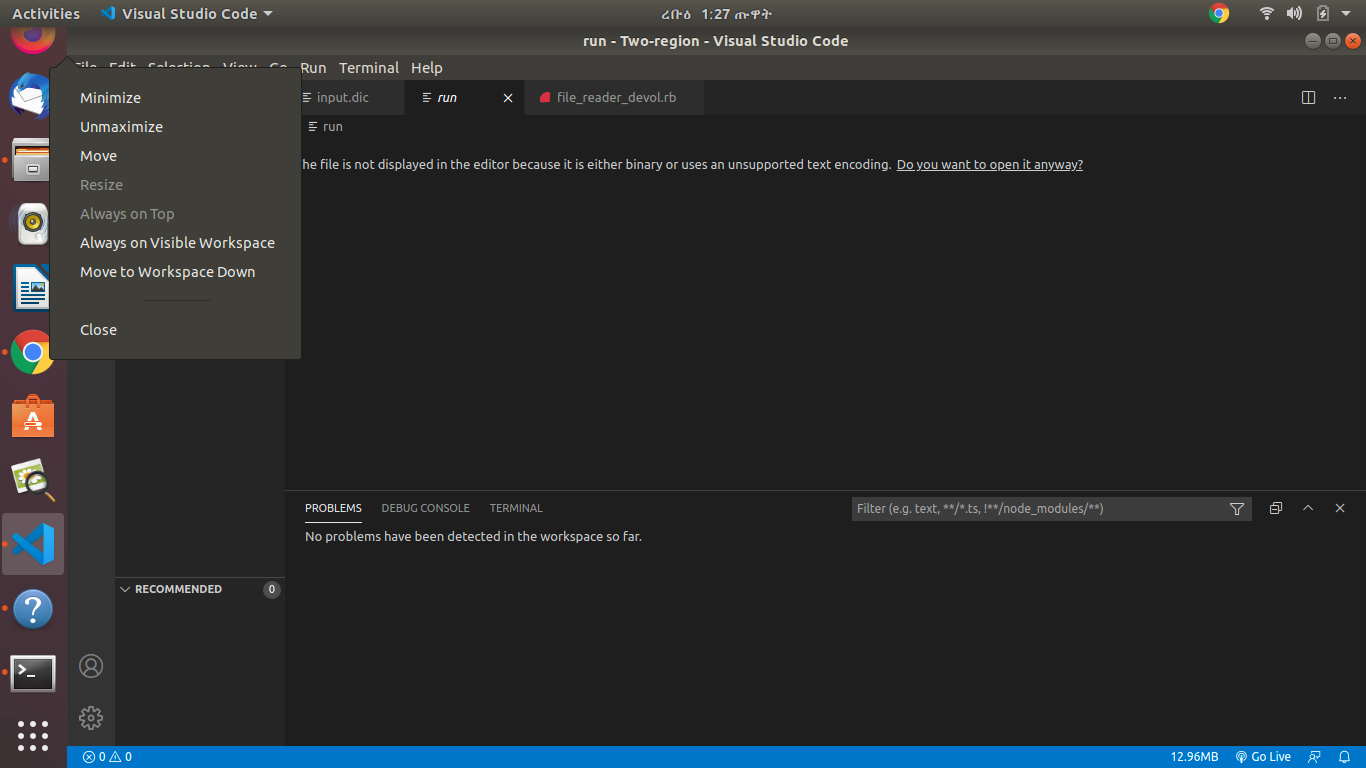 Activities Visual Studio Code ረቡዕ 1:27 ጡዋት
run - Two-region - Visual Studio Code
File Edit Selection View Go Run Terminal Help
Minimize
Unmaximize
Move
Resize
Always on Top
Always on Visible Workspace
Move to Workspace Down
Close
input.dic run file_reader_devol.rb
run
he file is not displayed in the editor because it is either binary or uses an unsupported text encoding. Do you want to open it anyway?
PROBLEMS DEBUG CONSOLE TERMINAL Filter (e.g. text, **/*.ts, !**/node_modules/**)
No problems have been detected in the workspace so far.
RECOMMENDED 0
0 0 12.96MB Go Live